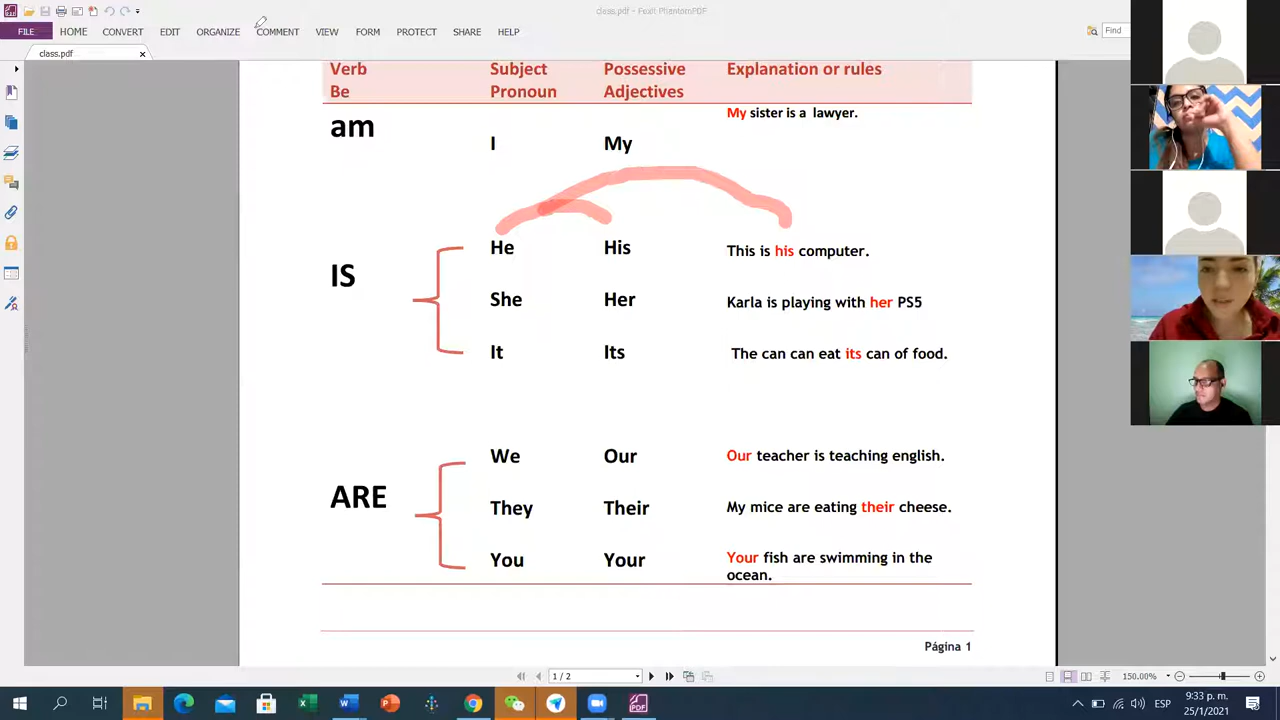 class.pdf - Foxit PhantomPDF
FILE HOME CONVERT EDIT ORGANIZE COMMENT VIEW FORM PROTECT SHARE HELP
Find
class.pdf
Verb Be
Subject Pronoun
Possessive Adjectives
Explanation or rules
am
I My My sister is a lawyer.
IS
He His This is his computer.
She Her Karla is playing with her PS5
It Its The can can eat its can of food.
ARE
We Our Our teacher is teaching english.
They Their My mice are eating their cheese.
You Your Your fish are swimming in the
ocean.
Página 1
1 / 2
150.00%
ESP
9:33 p. m.
25/1/2021